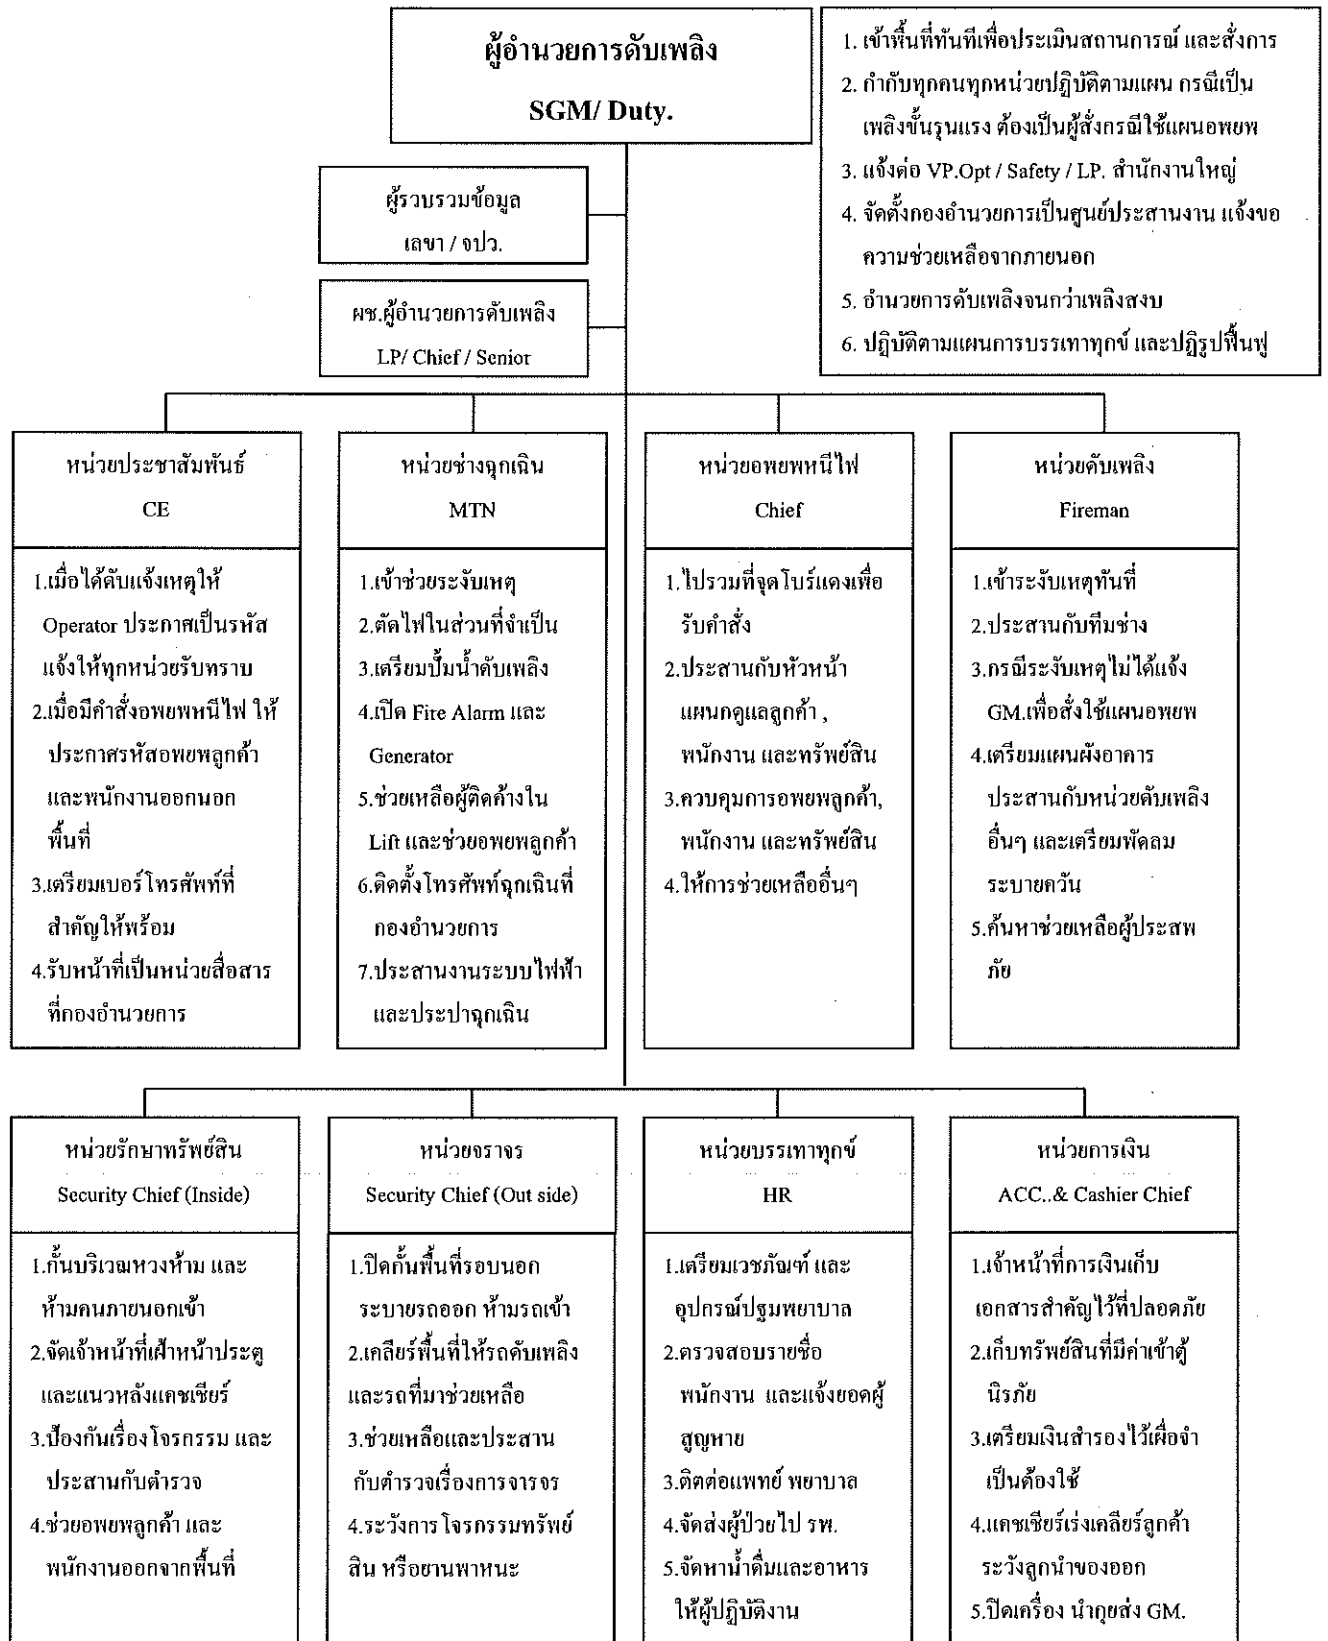 ผู้อำนวยการดับเพลิง
SGM/ Duty.
1. เข้าพื้นที่ทันทีเพื่อประเมินสถานการณ์ และสั่งการ
2. กำกับทุกคนทุกหน่วยปฏิบัติตามแผน กรณีเป็น
เพลิงขั้นรุนแรง ต้องเป็นผู้สั่งกรณีใช้แผนอพยพ
3. แจ้งต่อ VP.Opt / Safety / LP. สำนักงานใหญ่
4. จัดตั้งกองอำนวยการเป็นศูนย์ประสานงาน แจ้งขอ
ความช่วยเหลือจากภายนอก
5. อำนวยการดับเพลิงจนกว่าเพลิงสงบ
6. ปฏิบัติตามแผนการบรรเทาทุกข์ และปฏิรูปฟื้นฟู
ผู้รวบรวมข้อมูล
เลขา / จปว.
ผช.ผู้อำนวยการดับเพลิง
LP/ Chief / Senior
หน่วยประชาสัมพันธ์
CE
1.เมื่อได้ดับแจ้งเหตุให้
Operator ประกาศเป็นรหัส
แจ้งให้ทุกหน่วยรับทราบ
2.เมื่อมีคำสั่งอพยพหนีไฟ ให้
ประกาศรหัสอพยพลูกค้า
และพนักงานออกนอก
พื้นที่
3.เตรียมเบอร์โทรศัพท์ที่
สำคัญให้พร้อม
4.รับหน้าที่เป็นหน่วยสื่อสาร
ที่กองอำนวยการ
หน่วยช่างฉุกเฉิน
MTN
1.เข้าช่วยระงับเหตุ
2.ตัดไฟในส่วนที่จำเป็น
3.เตรียมปั้มน้ำดับเพลิง
4.เปิด Fire Alarm และ
Generator
5.ช่วยเหลือผู้ติดค้างใน
Lift และช่วยอพยพลูกค้า
6.ติดตั้งโทรศัพท์ฉุกเฉินที่
กองอำนวยการ
7.ประสานงานระบบไฟฟ้า
และประปาฉุกเฉิน
หน่วยอพยพหนีไฟ
Chief
1.ไปรวมที่จุดโบร์แดงเพื่อ
รับคำสั่ง
2.ประสานกับหัวหน้า
แผนกดูแลลูกค้า ,
พนักงาน และทรัพย์สิน
3.ควบคุมการอพยพลูกค้า,
พนักงาน และทรัพย์สิน
4.ให้การช่วยเหลืออื่นๆ
หน่วยดับเพลิง
Fireman
1.เข้าระงับเหตุทันที่
2.ประสานกับทีมช่าง
3.กรณีระงับเหตุไม่ได้แจ้ง
GM.เพื่อสั่งใช้แผนอพยพ
4.เตรียมแผนผังอาคาร
ประสานกับหน่วยดับเพลิง
อื่นๆ และเตรียมพัดลม
ระบายควัน
5.ค้นหาช่วยเหลือผู้ประสพ
ภัย
หน่วยรักษาทรัพย์สิน
Security Chief (Inside)
1.กั้นบริเวณหวงห้าม และ
ห้ามคนภายนอกเข้า
2.จัดเจ้าหน้าที่เฝ้าหน้าประตู
และแนวหลังแคชเชียร์
3.ป้องกันเรื่องโจรกรรม และ
ประสานกับตำรวจ
4.ช่วยอพยพลูกค้า และ
พนักงานออกจากพื้นที่
หน่วยจราจร
Security Chief (Out side)
1.ปิดกั้นพื้นที่รอบนอก
ระบายรถออก ห้ามรถเข้า
2.เคลียร์พื้นที่ให้รถดับเพลิง
และรถที่มาช่วยเหลือ
3.ช่วยเหลือและประสาน
กับตำรวจเรื่องการจารจร
4.ระวังการโจรกรรมทรัพย์
สิน หรือยานพาหนะ
หน่วยบรรเทาทุกข์
HR
1.เตรียมเวชภัณฑ์ และ
อุปกรณ์ปฐมพยาบาล
2.ตรวจสอบรายชื่อ
พนักงาน และแจ้งยอดผู้
สูญหาย
3.ติตต่อแพทย์ พยาบาล
4.จัดส่งผู้ป่วยไป รพ.
5.จัดหาน้ำดื่มและอาหาร
ให้ผู้ปฏิบัติงาน
หน่วยการเงิน
ACC..& Cashier Chief
1.เจ้าหน้าที่การเงินเก็บ
เอกสารสำคัญไว้ที่ปลอดภัย
2.เก็บทรัพย์สินที่มีค่าเข้าตู้
นิรภัย
3.เตรียมเงินสำรองไว้เผื่อจำ
เป็นต้องใช้
4.แคชเชียร์เร่งเคลียร์ลูกค้า
ระวังลูกนำของออก
5.ปิดเครื่อง นำกุยส่ง GM.